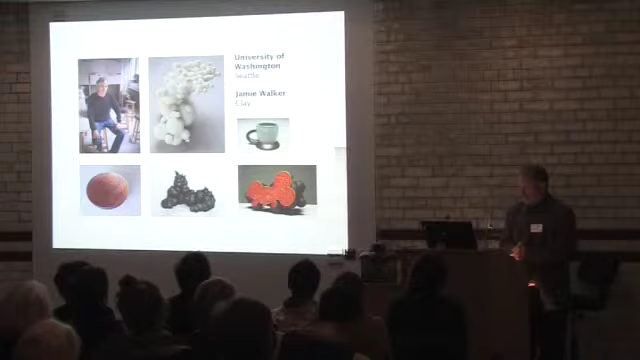 University of
Washington
Seattle
Jamie Walker
Clay